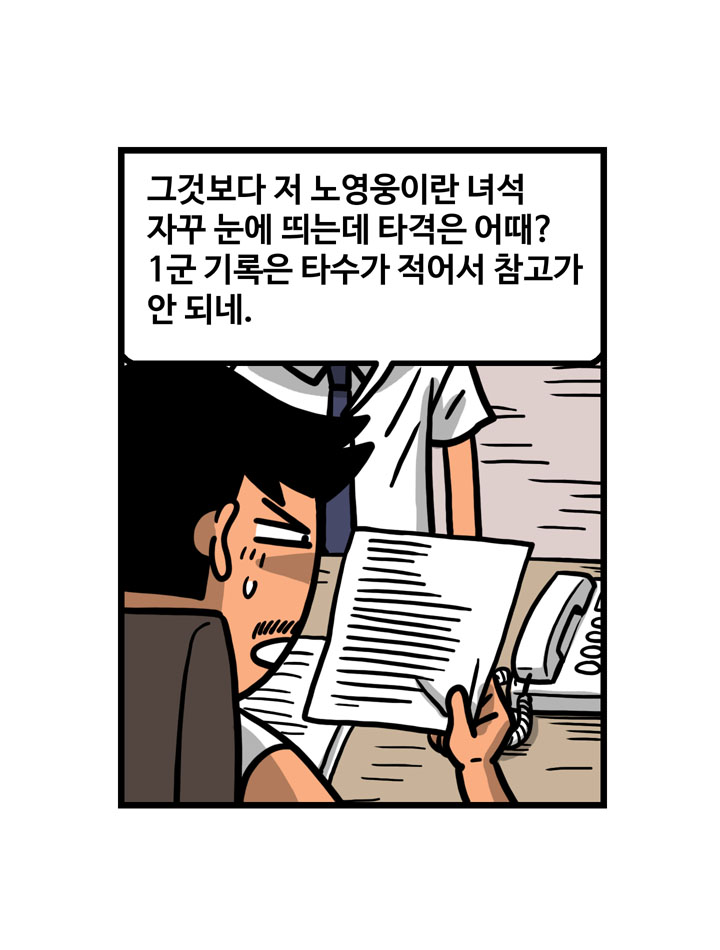 그것보다 저 노영웅이란 녀석
자꾸 눈에 띄는데 타격은 어때?
1군 기록은 타수가 적어서 참고가
안 되네.